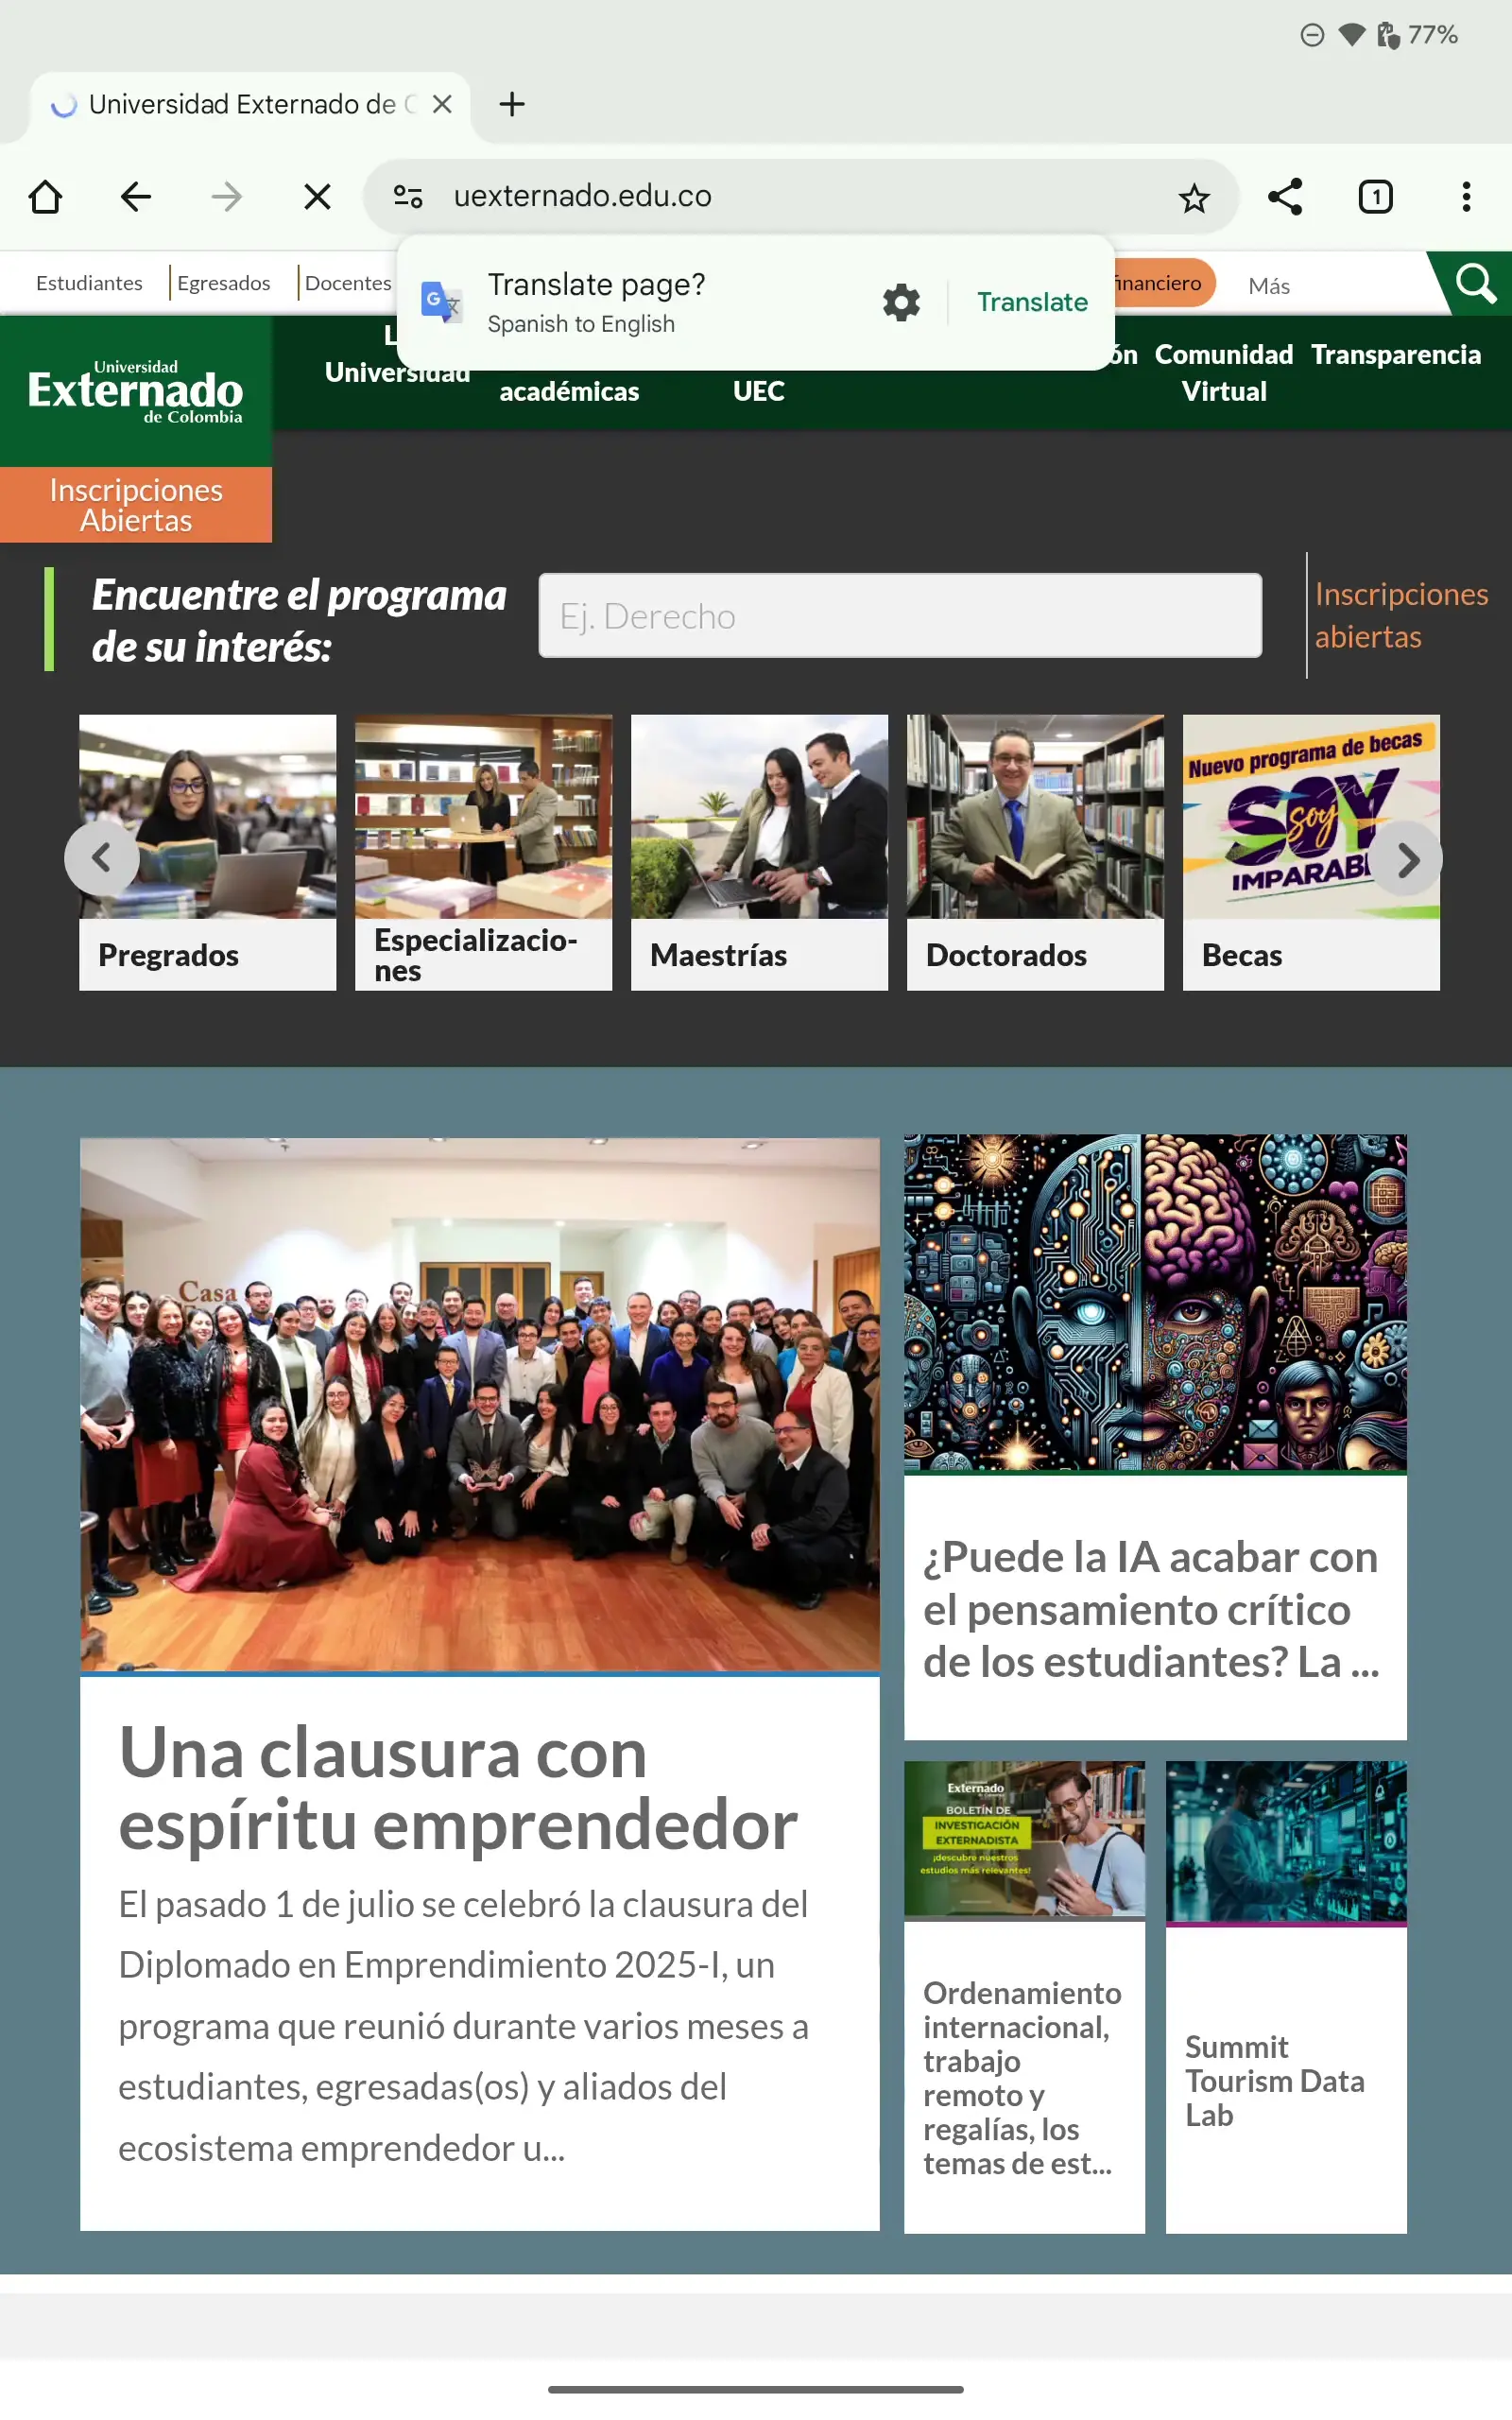 77%
Universidad Externado de
uexternado.edu.co
1
Translate page?
Spanish to English
Translate
Estudiantes
Egresados
Docentes
Más
Universidad
Externado
de Colombia
Universidad
académicas
UEC
Comunidad
Virtual
Transparencia
Inscripciones
Abiertas
Encuentre el programa
de su interés:
Ej. Derecho
Inscripciones
abiertas
Nuevo programa de becas
SOY
soy
Pregrados
Especializacio-
nes
Maestrías
Doctorados
Becas
Casa
Una clausura con
espíritu emprendedor
El pasado 1 de julio se celebró la clausura del
Diplomado en Emprendimiento 2025-I, un
programa que reunió durante varios meses a
estudiantes, egresadas(os) y aliados del
ecosistema emprendedor u...
¿Puede la IA acabar con
el pensamiento crítico
de los estudiantes? La ...
Externado
BOLETÍN DE
INVESTIGACIÓN
EXTERNADISTA
¡descubre nuestros
estudios más relevantes!
Ordenamiento
internacional,
trabajo
remoto y
regalías, los
temas de est...
Summit
Tourism Data
Lab